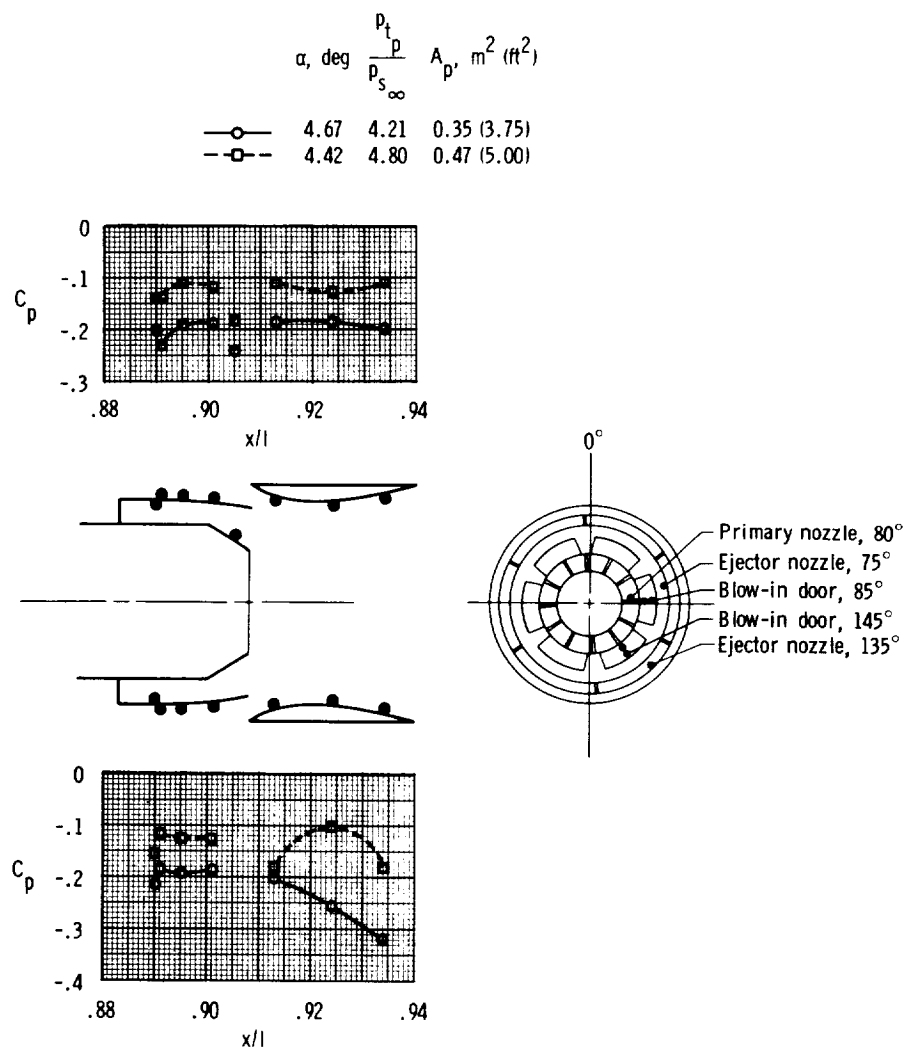 α, deg p_t_p / p_s_∞ A_p, m² (ft²)
4.67 4.21 0.35 (3.75)
4.42 4.80 0.47 (5.00)
0
-.1
C_p
-.2
-.3
.88 .90 .92 .94
x/l
0°
Primary nozzle, 80°
Ejector nozzle, 75°
Blow-in door, 85°
Blow-in door, 145°
Ejector nozzle, 135°
0
-.1
C_p
-.2
-.3
-.4
.88 .90 .92 .94
x/l